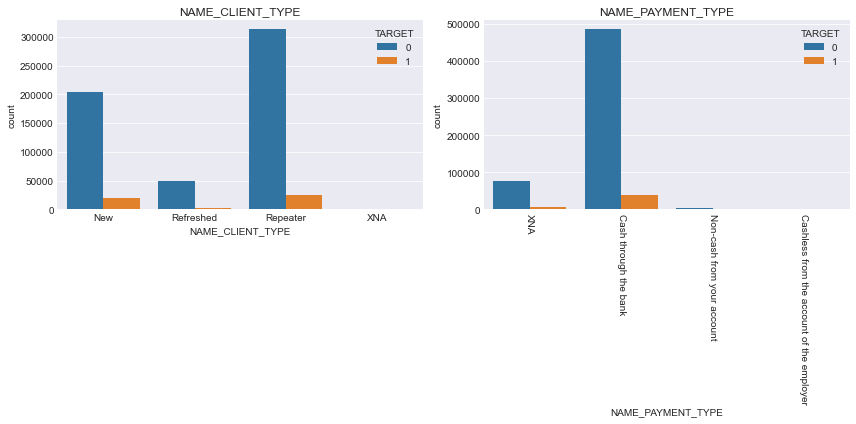 NAME_CLIENT_TYPE
TARGET
0
1
300000
250000
200000
150000
100000
50000
0
count
New
Refreshed
Repeater
XNA
NAME_CLIENT_TYPE
NAME_PAYMENT_TYPE
TARGET
0
1
500000
400000
300000
200000
100000
0
count
XNA
Cash through the bank
Non-cash from your account
Cashless from the account of the employer
NAME_PAYMENT_TYPE